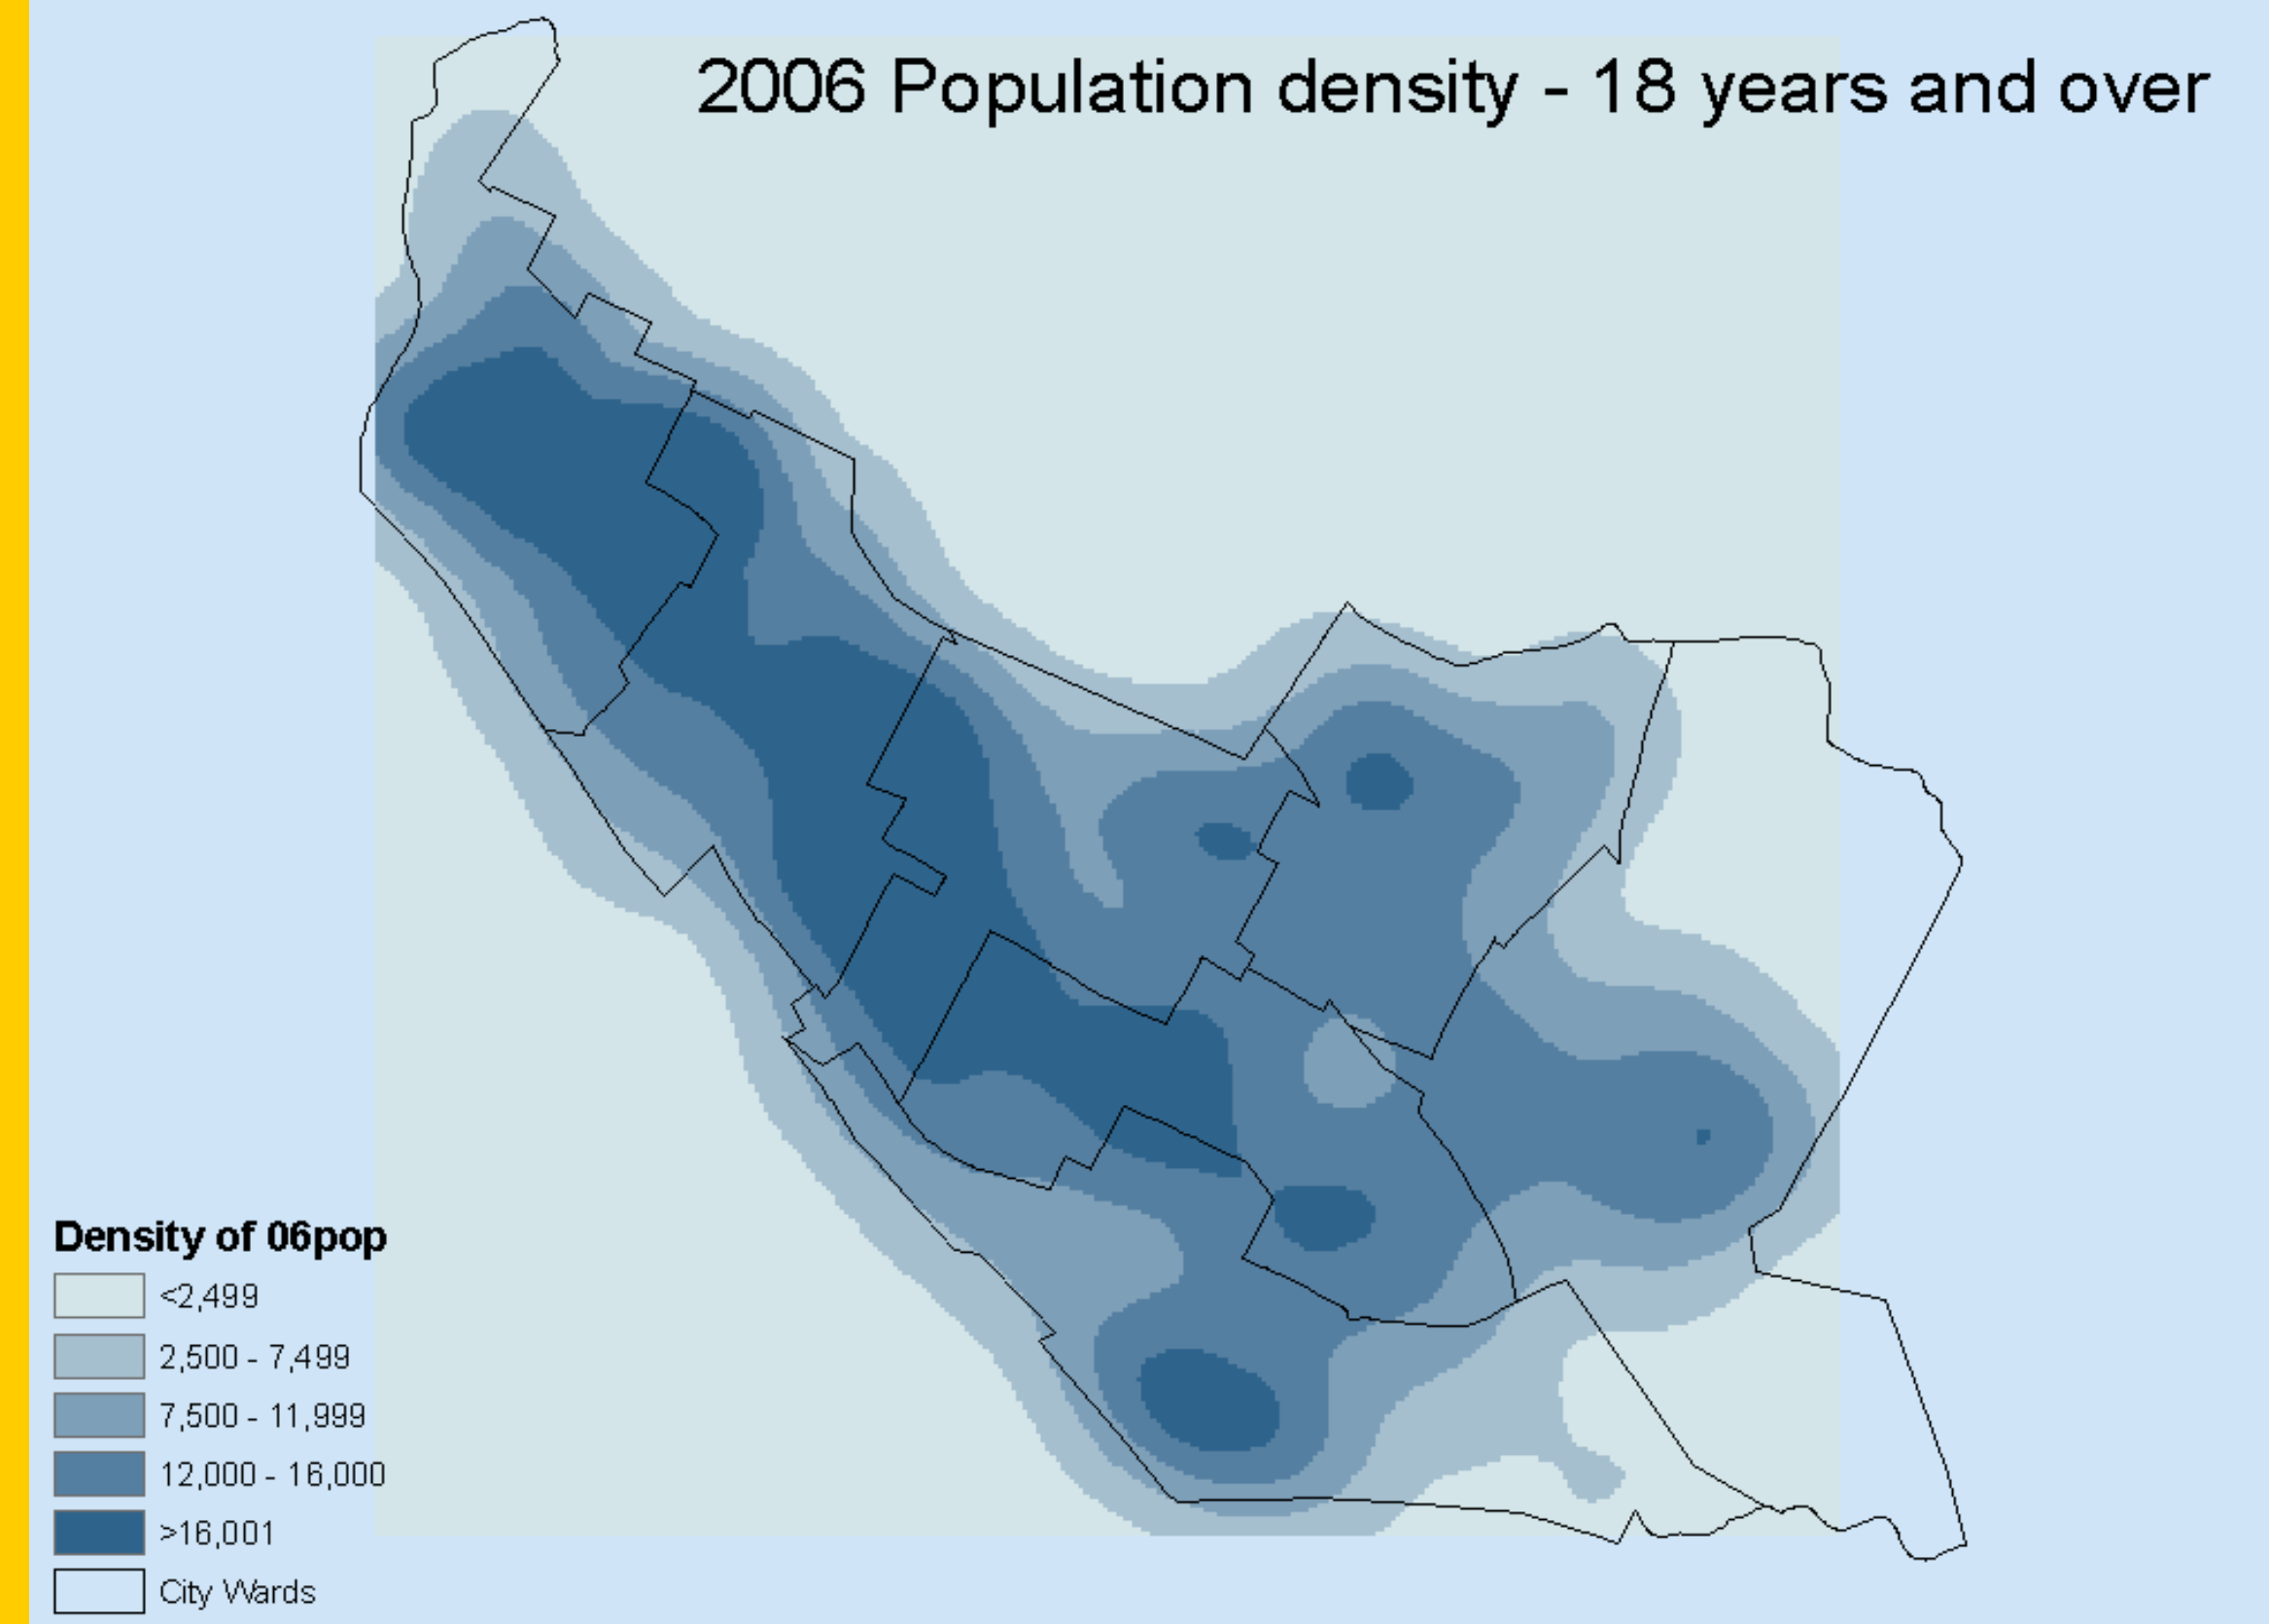 2006 Population density - 18 years and over
Density of 06pop
<2,499
2,500 - 7,499
7,500 - 11,999
12,000 - 16,000
>16,001
City Wards